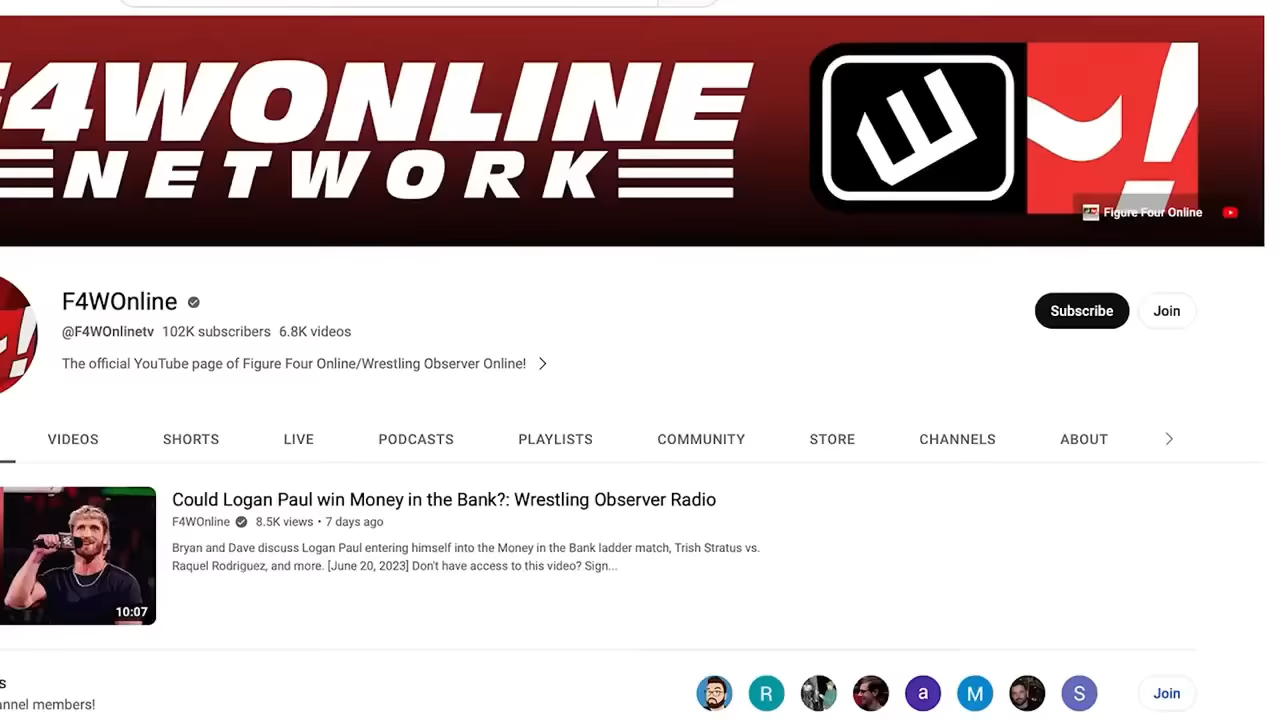 F4WONLINE
NETWORK
Figure Four Online
F4WOnline
@F4WOnlinetv 102K subscribers 6.8K videos
The official YouTube page of Figure Four Online/Wrestling Observer Online!
Subscribe
Join
VIDEOS SHORTS LIVE PODCASTS PLAYLISTS COMMUNITY STORE CHANNELS ABOUT
Could Logan Paul win Money in the Bank?: Wrestling Observer Radio
F4WOnline 8.5K views • 7 days ago
Bryan and Dave discuss Logan Paul entering himself into the Money in the Bank ladder match, Trish Stratus vs.
Raquel Rodriguez, and more. [June 20, 2023] Don't have access to this video? Sign...
10:07
R a M S
Join
members!